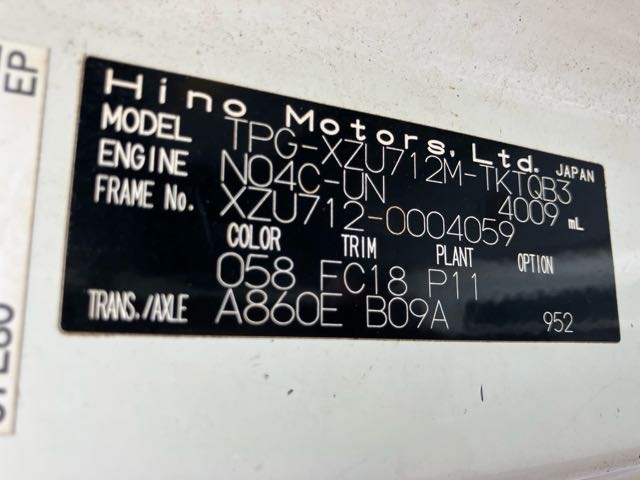 EP
Hino Motors, Ltd. JAPAN
MODEL TPG-XZU712M-TKTQB3
ENGINE N04C-UN 4009 mL
FRAME No. XZU712-0004059
COLOR TRIM PLANT OPTION
058 FC18 P11
TRANS./AXLE A860E B09A 952